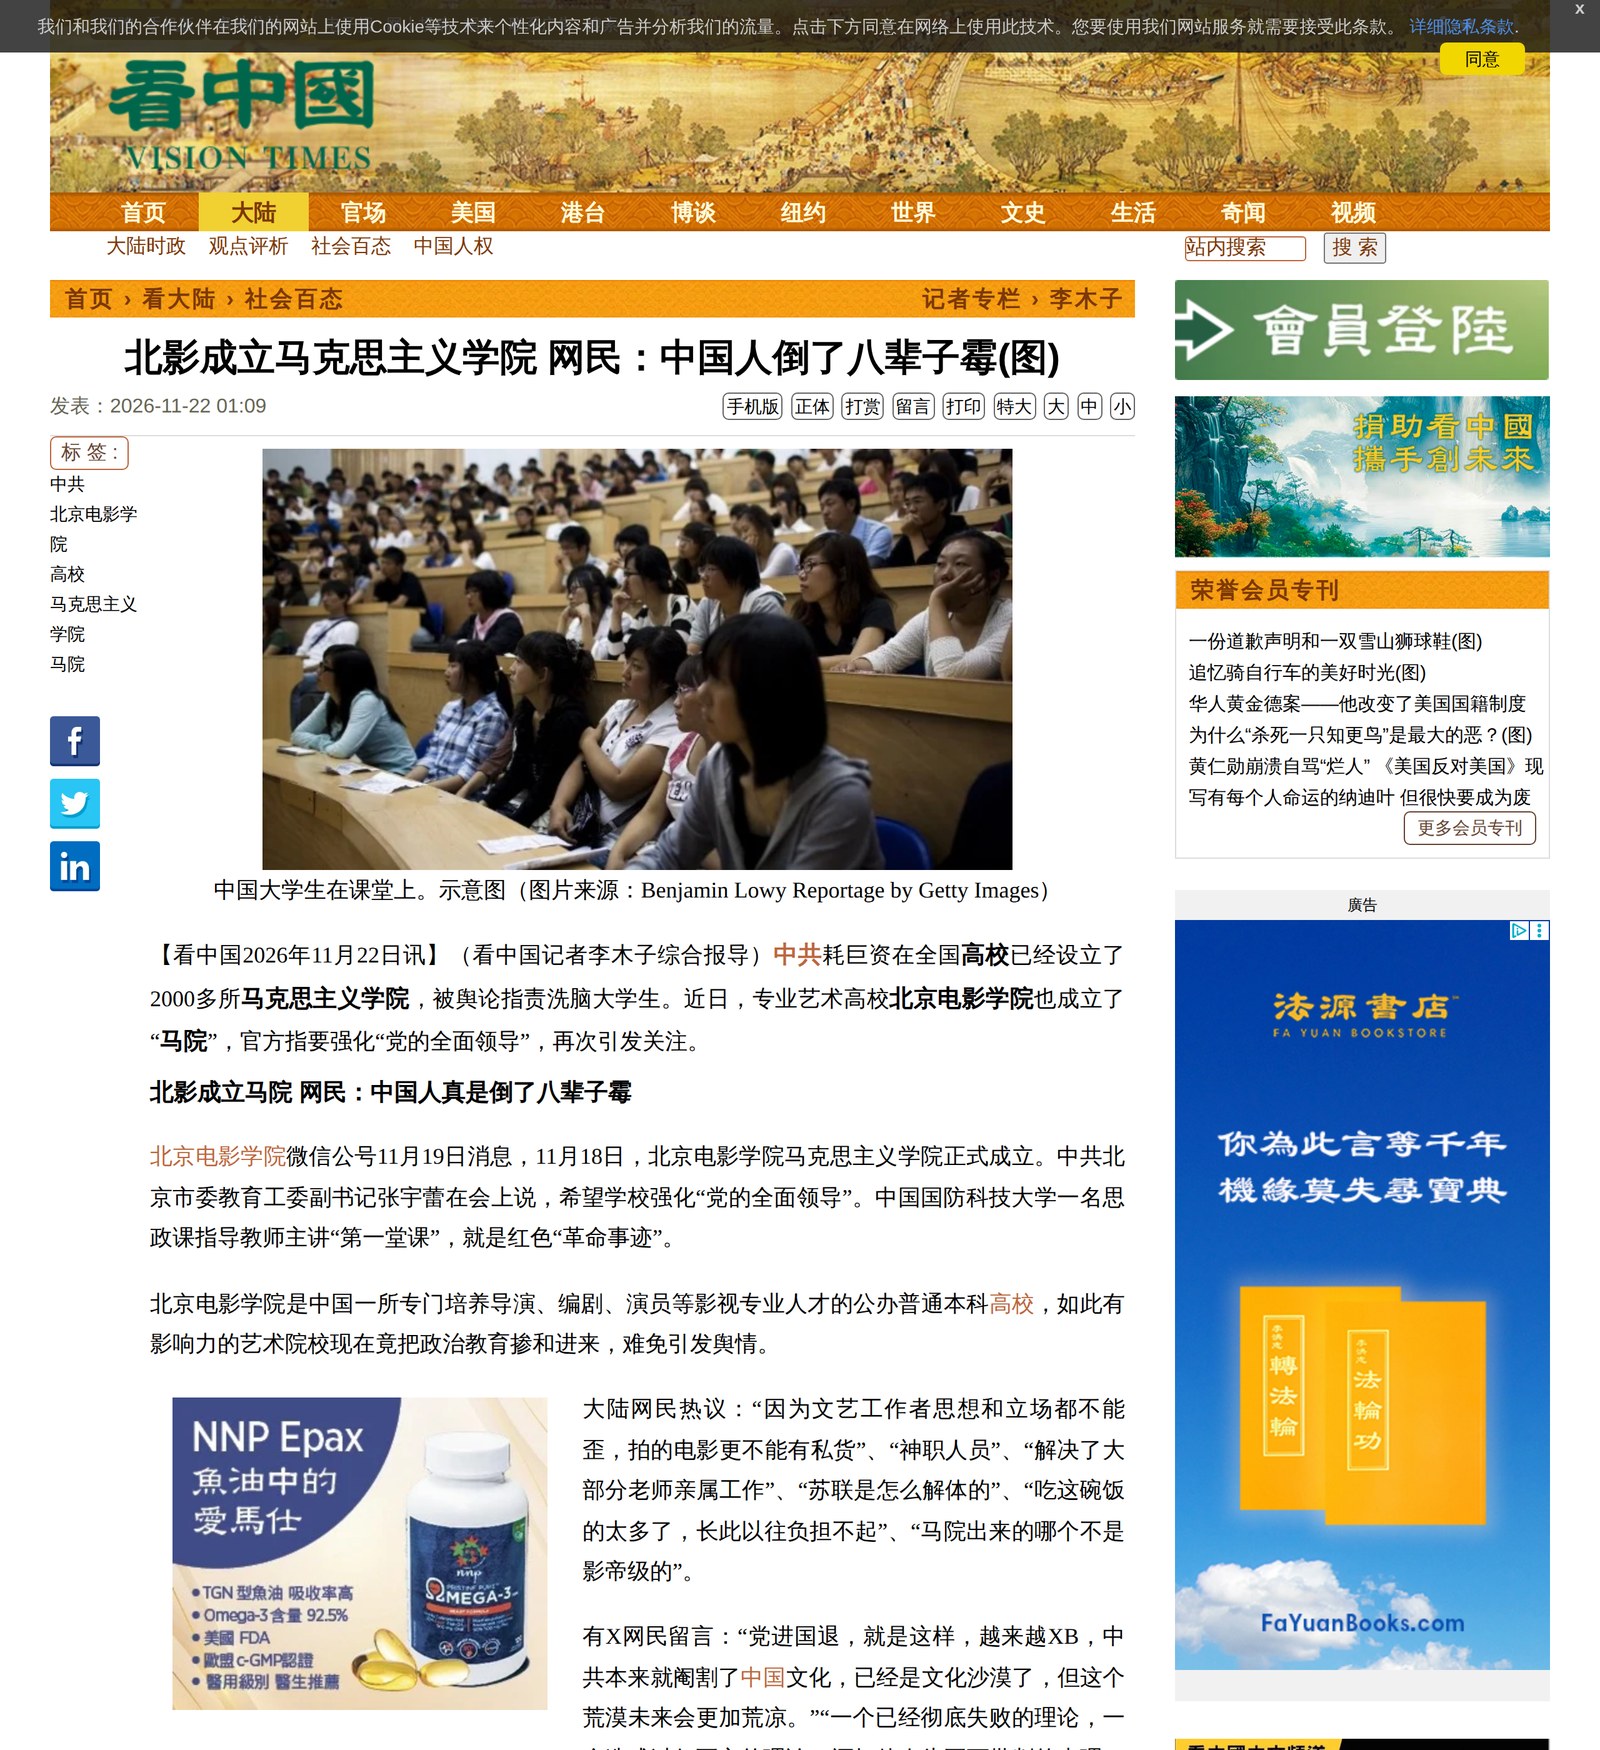 我们和我们的合作伙伴在我们的网站上使用Cookie等技术来个性化内容和广告并分析我们的流量。点击下方同意在网络上使用此技术。您要使用我们网站服务就需要接受此条款。 详细隐私条款.
x
同意
看中國
VISION TIMES
首页 大陆 官场 美国 港台 博谈 纽约 世界 文史 生活 奇闻 视频
大陆时政 观点评析 社会百态 中国人权
站内搜索 搜 索
首页 › 看大陆 › 社会百态 记者专栏 › 李木子
北影成立马克思主义学院 网民：中国人倒了八辈子霉(图)
发表：2026-11-22 01:09
手机版 正体 打赏 留言 打印 特大 大 中 小
标 签：
中共
北京电影学
院
高校
马克思主义
学院
马院
中国大学生在课堂上。示意图（图片来源：Benjamin Lowy Reportage by Getty Images）
【看中国2026年11月22日讯】（看中国记者李木子综合报导）中共耗巨资在全国高校已经设立了
2000多所马克思主义学院，被舆论指责洗脑大学生。近日，专业艺术高校北京电影学院也成立了
“马院”，官方指要强化“党的全面领导”，再次引发关注。
北影成立马院 网民：中国人真是倒了八辈子霉
北京电影学院微信公号11月19日消息，11月18日，北京电影学院马克思主义学院正式成立。中共北
京市委教育工委副书记张宇蕾在会上说，希望学校强化“党的全面领导”。中国国防科技大学一名思
政课指导教师主讲“第一堂课”，就是红色“革命事迹”。
北京电影学院是中国一所专门培养导演、编剧、演员等影视专业人才的公办普通本科高校，如此有
影响力的艺术院校现在竟把政治教育掺和进来，难免引发舆情。
NNP Epax
魚油中的
愛馬仕
●TGN 型魚油 吸收率高
●Omega-3 含量 92.5%
●美國 FDA
●歐盟 c-GMP認證
●醫用級別 醫生推薦
nnp
OMEGA-3
大陆网民热议：“因为文艺工作者思想和立场都不能
歪，拍的电影更不能有私货”、“神职人员”、“解决了大
部分老师亲属工作”、“苏联是怎么解体的”、“吃这碗饭
的太多了，长此以往负担不起”、“马院出来的哪个不是
影帝级的”。
有X网民留言：“党进国退，就是这样，越来越XB，中
共本来就阉割了中国文化，已经是文化沙漠了，但这个
荒漠未来会更加荒凉。”“一个已经彻底失败的理论，一
會員登陸
捐助看中國
攜手創未來
荣誉会员专刊
一份道歉声明和一双雪山狮球鞋(图)
追忆骑自行车的美好时光(图)
华人黄金德案——他改变了美国国籍制度
为什么“杀死一只知更鸟”是最大的恶？(图)
黄仁勋崩溃自骂“烂人” 《美国反对美国》现
写有每个人命运的纳迪叶 但很快要成为废
更多会员专刊
廣告
法源書店
FA YUAN BOOKSTORE
你為此言尊千年
機緣莫失尋寶典
李洪志
轉法輪
李洪志
法輪功
FaYuanBooks.com